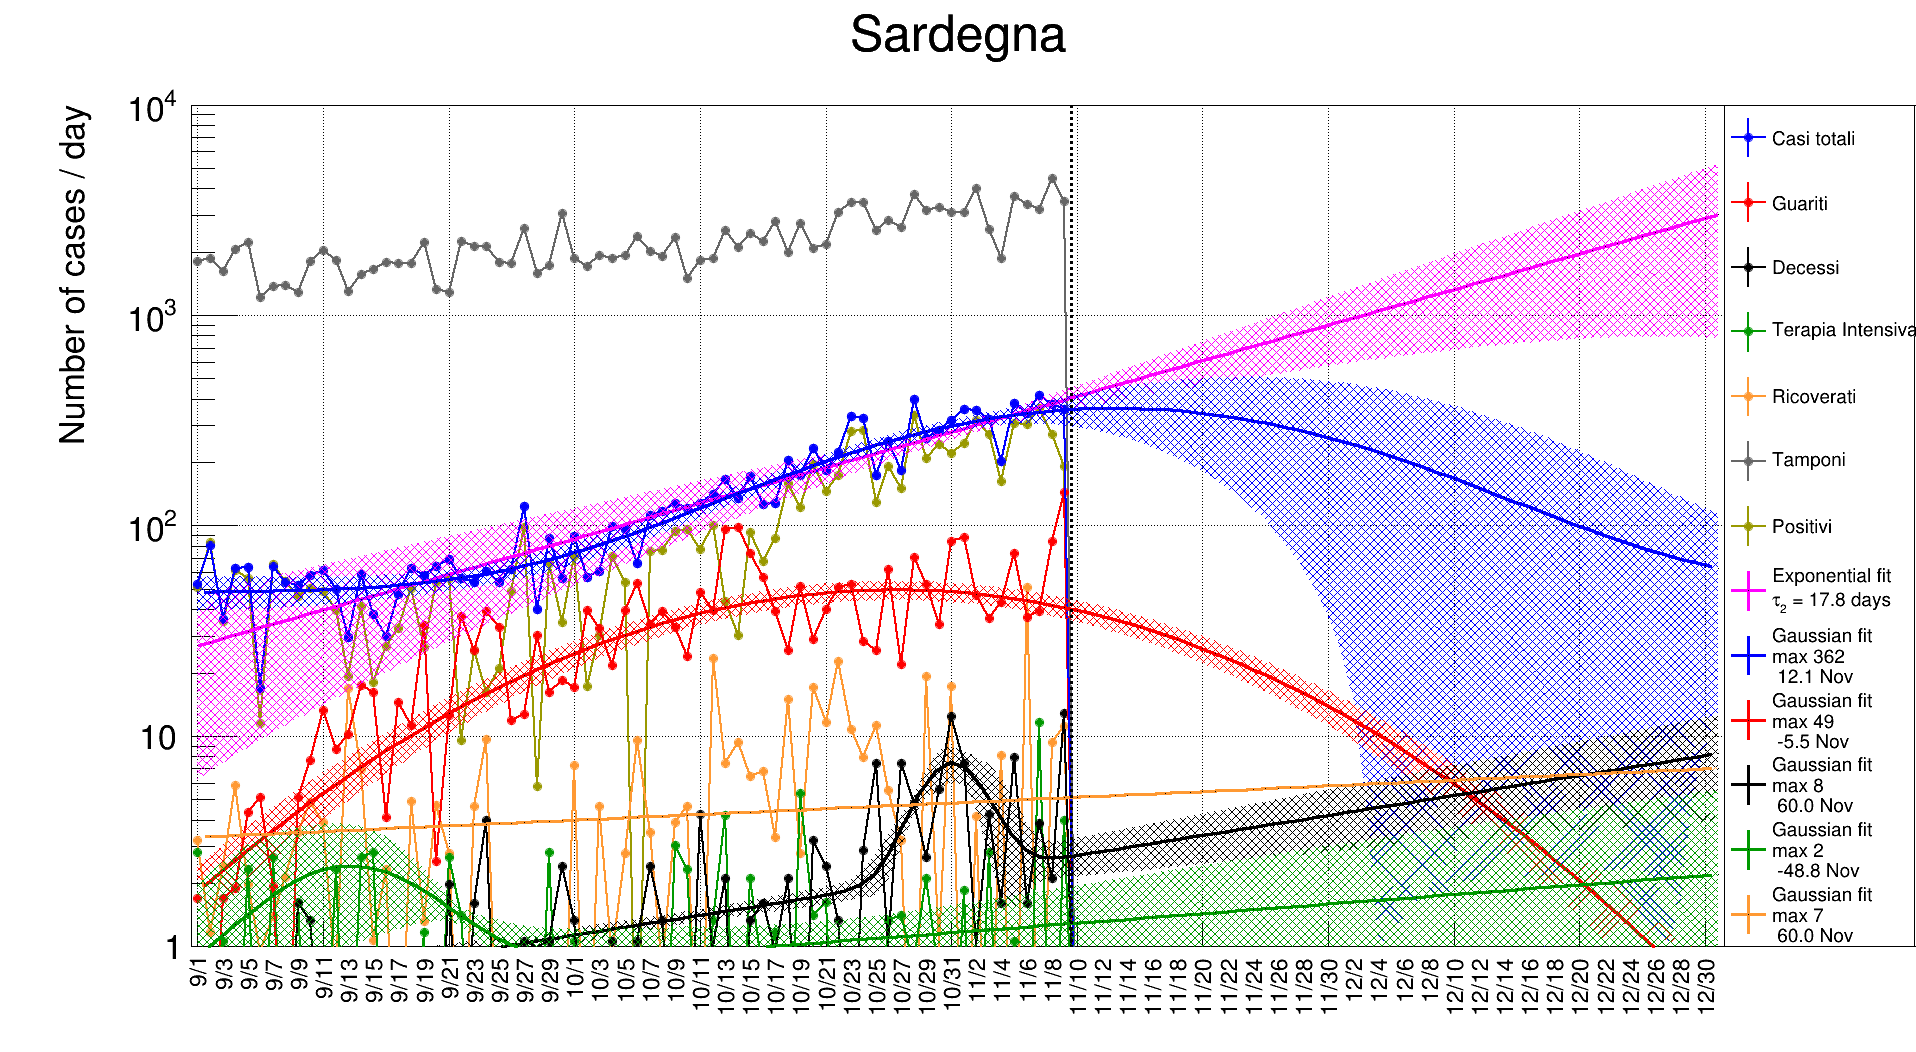 Sardegna
Number of cases / day
10^4
10^3
10^2
10
1
9/1
9/3
9/5
9/7
9/9
9/11
9/13
9/15
9/17
9/19
9/21
9/23
9/25
9/27
9/29
10/1
10/3
10/5
10/7
10/9
10/11
10/13
10/15
10/17
10/19
10/21
10/23
10/25
10/27
10/29
10/31
11/2
11/4
11/6
11/8
11/10
11/12
11/14
11/16
11/18
11/20
11/22
11/24
11/26
11/28
11/30
12/2
12/4
12/6
12/8
12/10
12/12
12/14
12/16
12/18
12/20
12/22
12/24
12/26
12/28
12/30
Casi totali
Guariti
Decessi
Terapia Intensiva
Ricoverati
Tamponi
Positivi
Exponential fit
τ2 = 17.8 days
Gaussian fit
max 362
12.1 Nov
Gaussian fit
max 49
-5.5 Nov
Gaussian fit
max 8
60.0 Nov
Gaussian fit
max 2
-48.8 Nov
Gaussian fit
max 7
60.0 Nov